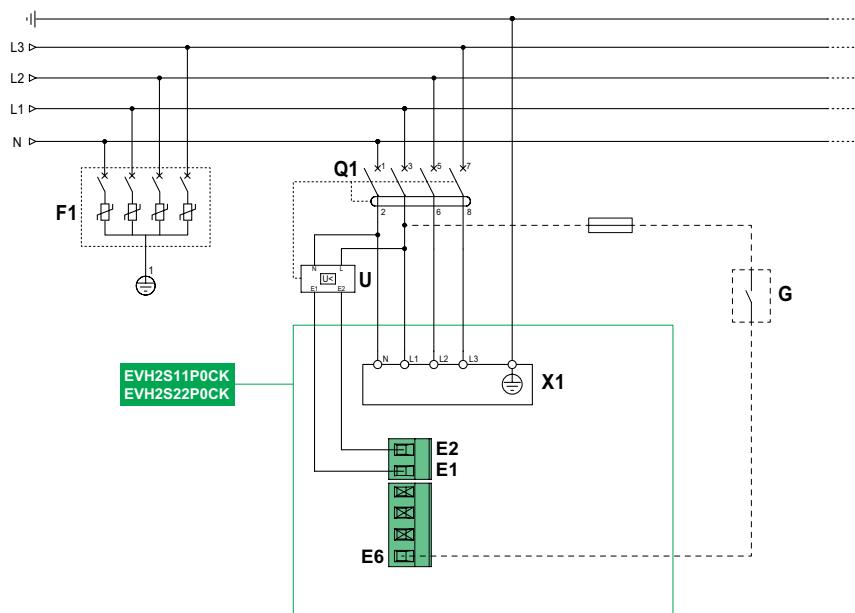 L3
L2
L1
N
Q1
1
3
5
7
F1
2
6
8
1
N
L
U<
U
E1
E2
G
EVH2S11P0CK
EVH2S22P0CK
N
L1
L2
L3
X1
E2
E1
E6